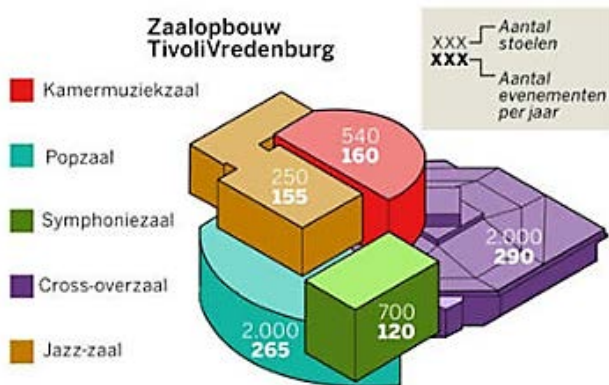 Zaalopbouw
TivoliVredenburg
XXX
Aantal
stoelen
XXX
Aantal
evenementen
per jaar
Kamermuziekzaal
Popzaal
Symphoniezaal
Cross-overzaal
Jazz-zaal
540
160
250
155
2.000
290
700
120
2.000
265